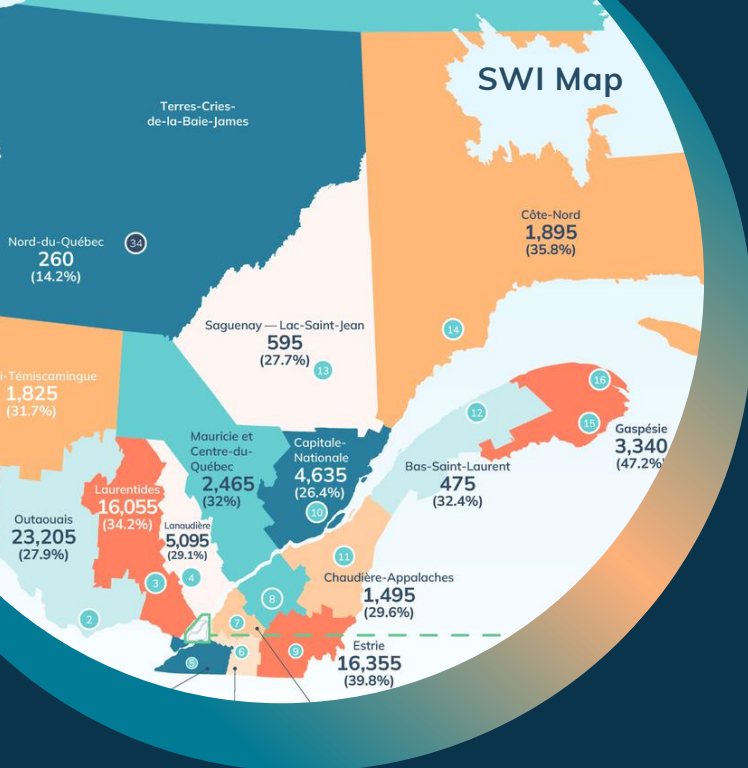 SWI Map
Terres-Cries-
de-la-Baie-James
Côte-Nord
1,895
(35.8%)
Nord-du-Québec
260
(14.2%)
34
Saguenay — Lac-Saint-Jean
595
(27.7%)
13
14
i-Témiscamingue
1,825
(31.7%)
16
15
12
Gaspésie
3,340
(47.2%)
Mauricie et
Centre-du-
Québec
2,465
(32%)
Capitale-
Nationale
4,635
(26.4%)
10
Bas-Saint-Laurent
475
(32.4%)
Laurentides
16,055
(34.2%)
Outaouais
23,205
(27.9%)
Lanaudière
5,095
(29.1%)
11
Chaudière-Appalaches
1,495
(29.6%)
3
4
8
2
7
Estrie
16,355
(39.8%)
6
9
5